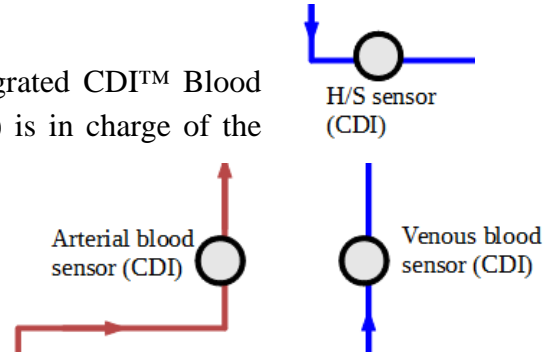 grated CDI™ Blood
) is in charge of the
H/S sensor
(CDI)
Arterial blood
sensor (CDI)
Venous blood
sensor (CDI)